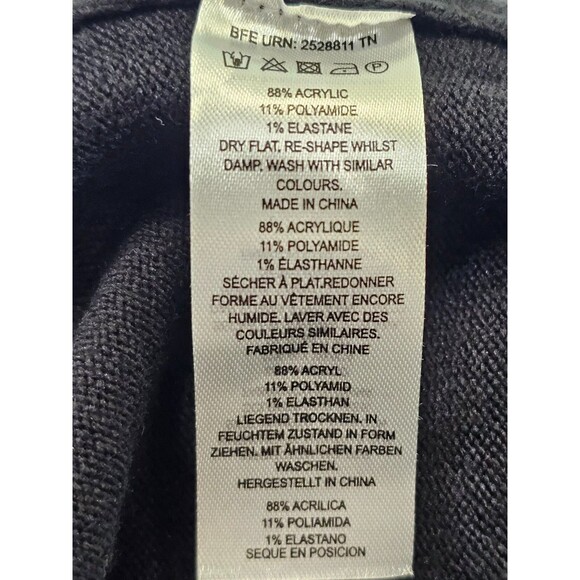 BFE URN: 2528811 TN
P
88% ACRYLIC
11% POLYAMIDE
1% ELASTANE
DRY FLAT, RE-SHAPE WHILST
DAMP, WASH WITH SIMILAR
COLOURS.
MADE IN CHINA
88% ACRYLIQUE
11% POLYAMIDE
1% ÉLASTHANNE
SÉCHER À PLAT.REDONNER
FORME AU VÊTEMENT ENCORE
HUMIDE. LAVER AVEC DES
COULEURS SIMILAIRES.
FABRIQUÉ EN CHINE
88% ACRYL
11% POLYAMID
1% ELASTHAN
LIEGEND TROCKNEN. IN
FEUCHTEM ZUSTAND IN FORM
ZIEHEN. MIT ÄHNLICHEN FARBEN
WASCHEN.
HERGESTELLT IN CHINA
88% ACRILICA
11% POLIAMIDA
1% ELASTANO
SEQUE EN POSICION